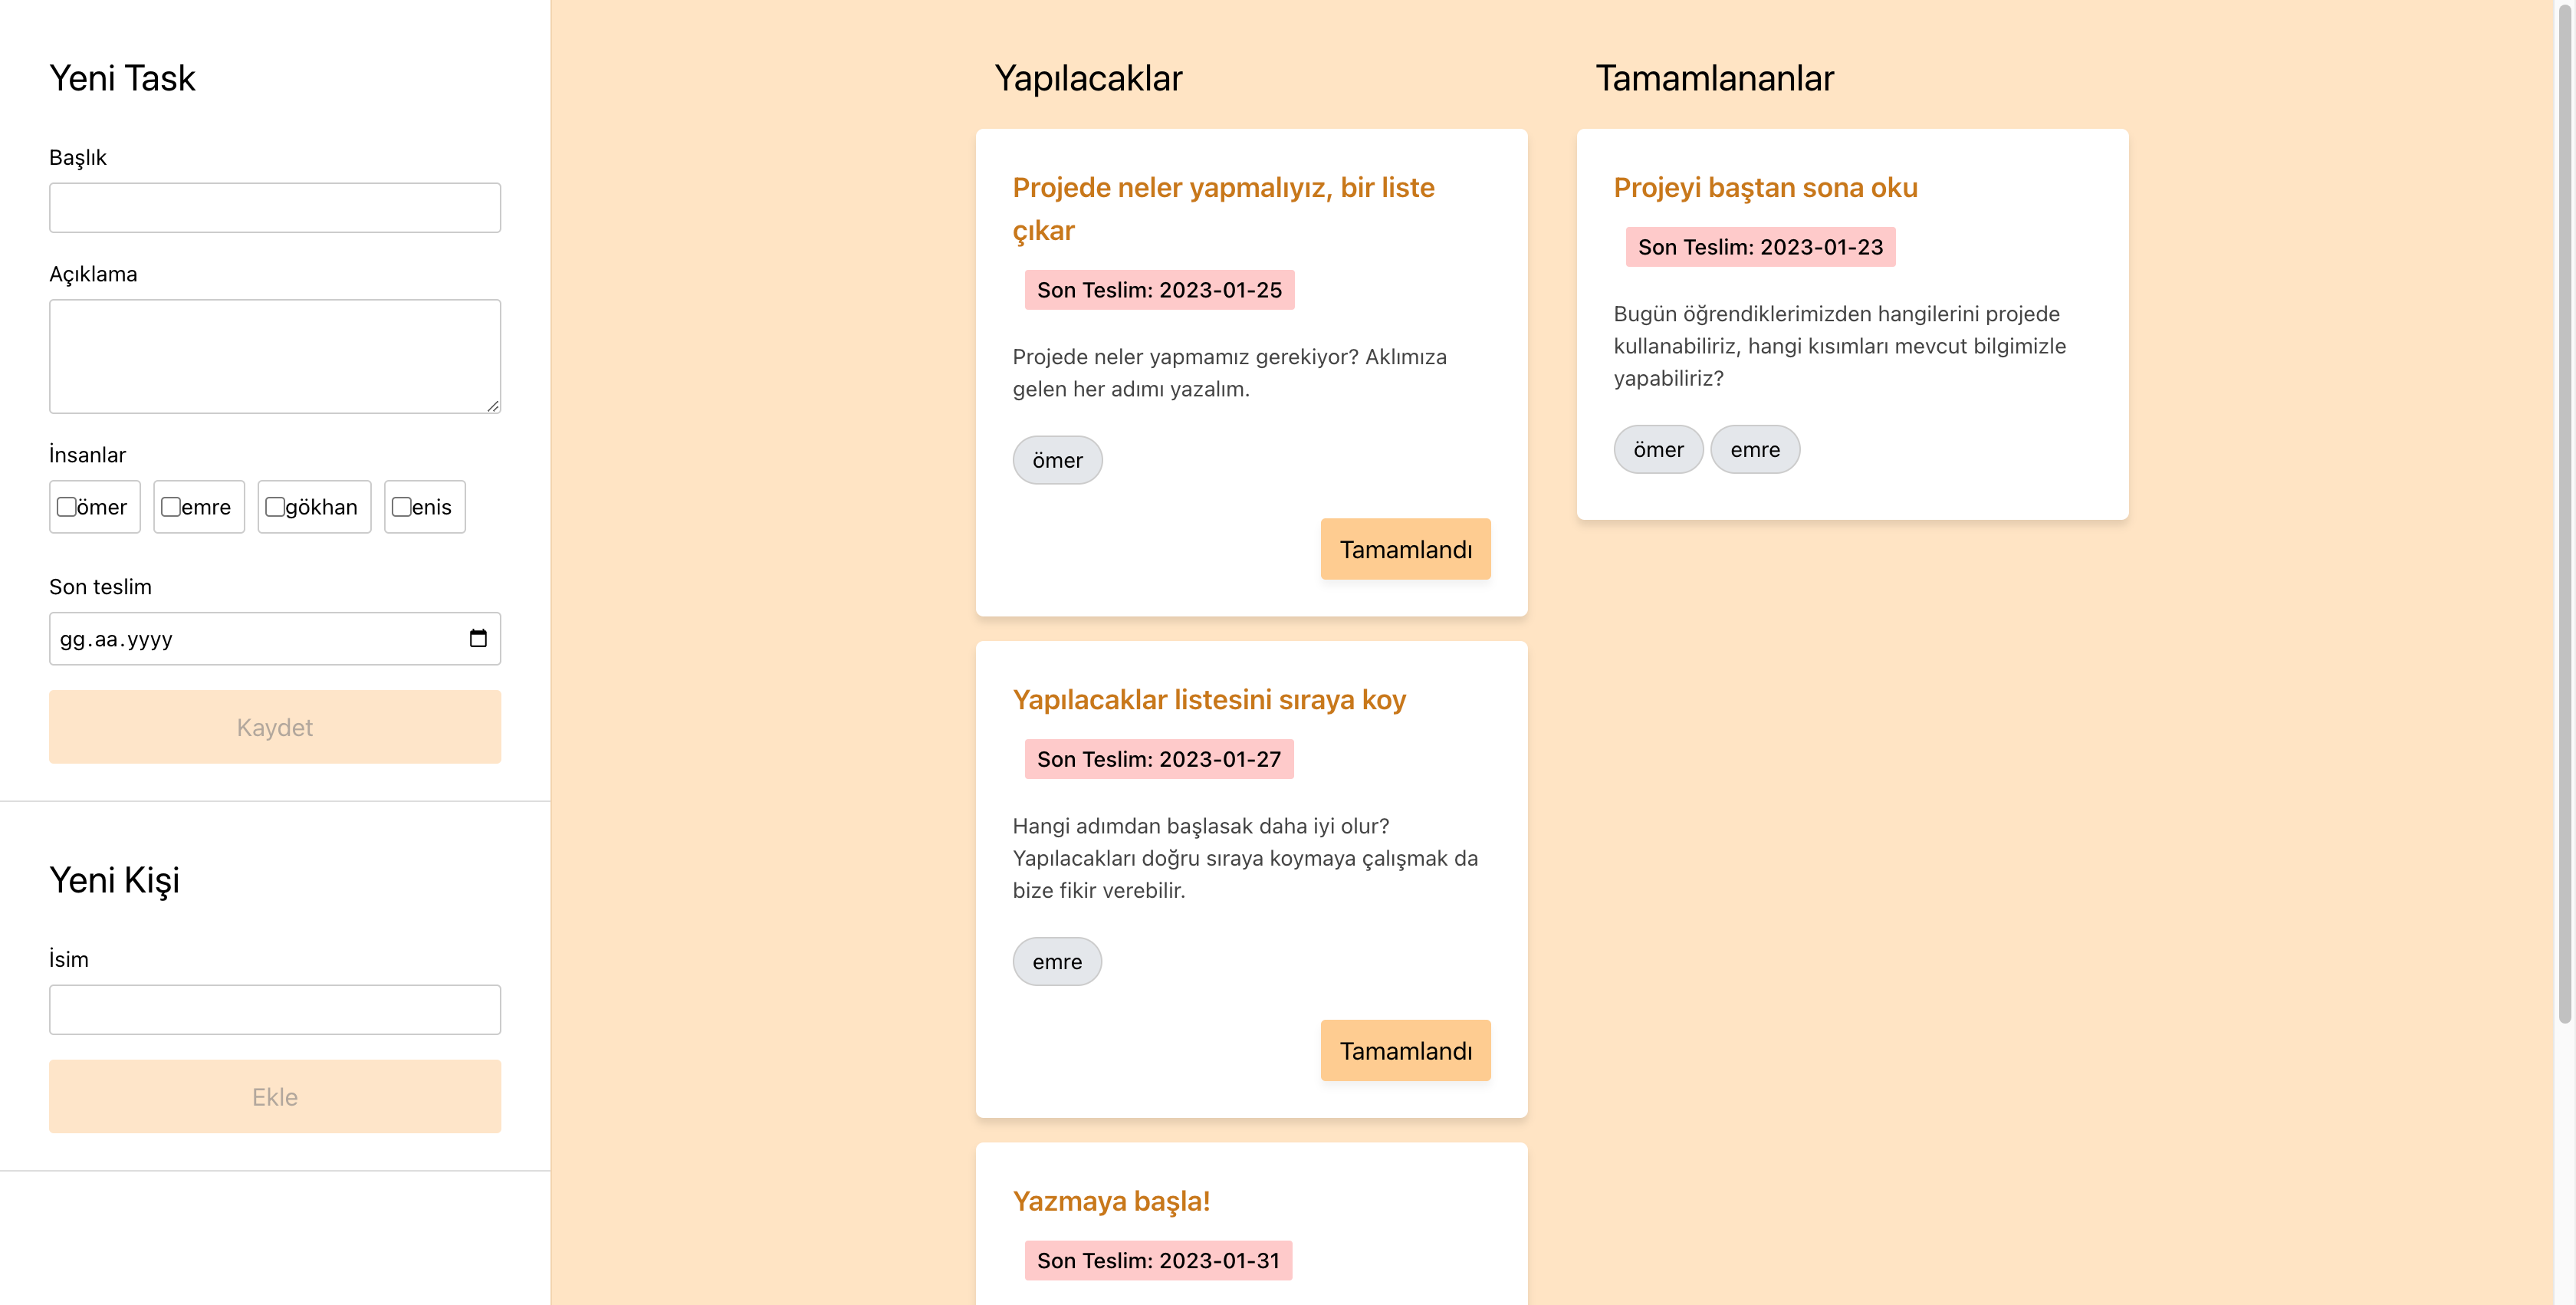 Yeni Task
Başlık
Açıklama
İnsanlar
ömer
emre
gökhan
enis
Son teslim
gg.aa.yyyy
Kaydet
Yeni Kişi
İsim
Ekle
Yapılacaklar
Projede neler yapmalıyız, bir liste
çıkar
Son Teslim: 2023-01-25
Projede neler yapmamız gerekiyor? Aklımıza
gelen her adımı yazalım.
ömer
Tamamlandı
Yapılacaklar listesini sıraya koy
Son Teslim: 2023-01-27
Hangi adımdan başlasak daha iyi olur?
Yapılacakları doğru sıraya koymaya çalışmak da
bize fikir verebilir.
emre
Tamamlandı
Yazmaya başla!
Son Teslim: 2023-01-31
Tamamlananlar
Projeyi baştan sona oku
Son Teslim: 2023-01-23
Bugün öğrendiklerimizden hangilerini projede
kullanabiliriz, hangi kısımları mevcut bilgimizle
yapabiliriz?
ömer
emre